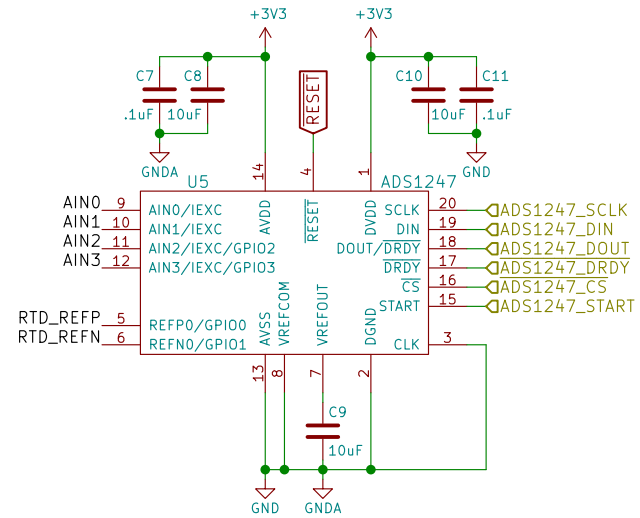 +3V3 +3V3
C7 C8 C10 C11
.1uF 10uF RESET 10uF .1uF
GNDA GND
U5 14 4 1 ADS1247
AIN0 9 AIN0/IEXC AVDD RESET DVDD SCLK 20 ADS1247_SCLK
AIN1 10 AIN1/IEXC DIN 19 ADS1247_DIN
AIN2 11 AIN2/IEXC/GPIO2 DOUT/DRDY 18 ADS1247_DOUT
AIN3 12 AIN3/IEXC/GPIO3 DRDY 17 ADS1247_DRDY
CS 16 ADS1247_CS
START 15 ADS1247_START
RTD_REFP 5 REFP0/GPIO0 AVSS VREFCOM VREFOUT DGND
RTD_REFN 6 REFN0/GPIO1 CLK 3
13 8 7 2
C9
10uF
GND GNDA